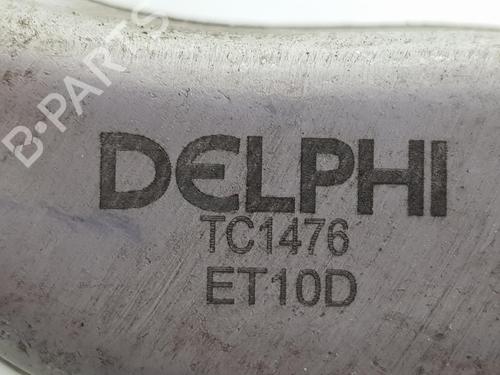 B-PARTS
DELPHI
TC1476
ET10D